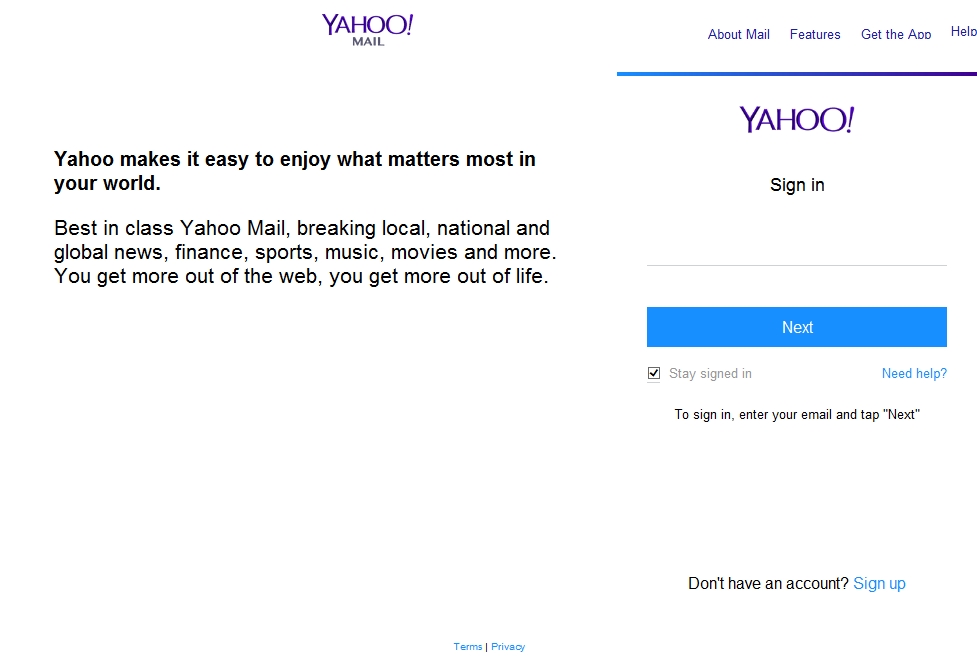 YAHOO!
MAIL
About Mail Features Get the App Help
YAHOO!
Sign in
Yahoo makes it easy to enjoy what matters most in
your world.
Best in class Yahoo Mail, breaking local, national and
global news, finance, sports, music, movies and more.
You get more out of the web, you get more out of life.
Next
Stay signed in Need help?
To sign in, enter your email and tap "Next"
Don't have an account? Sign up
Terms | Privacy